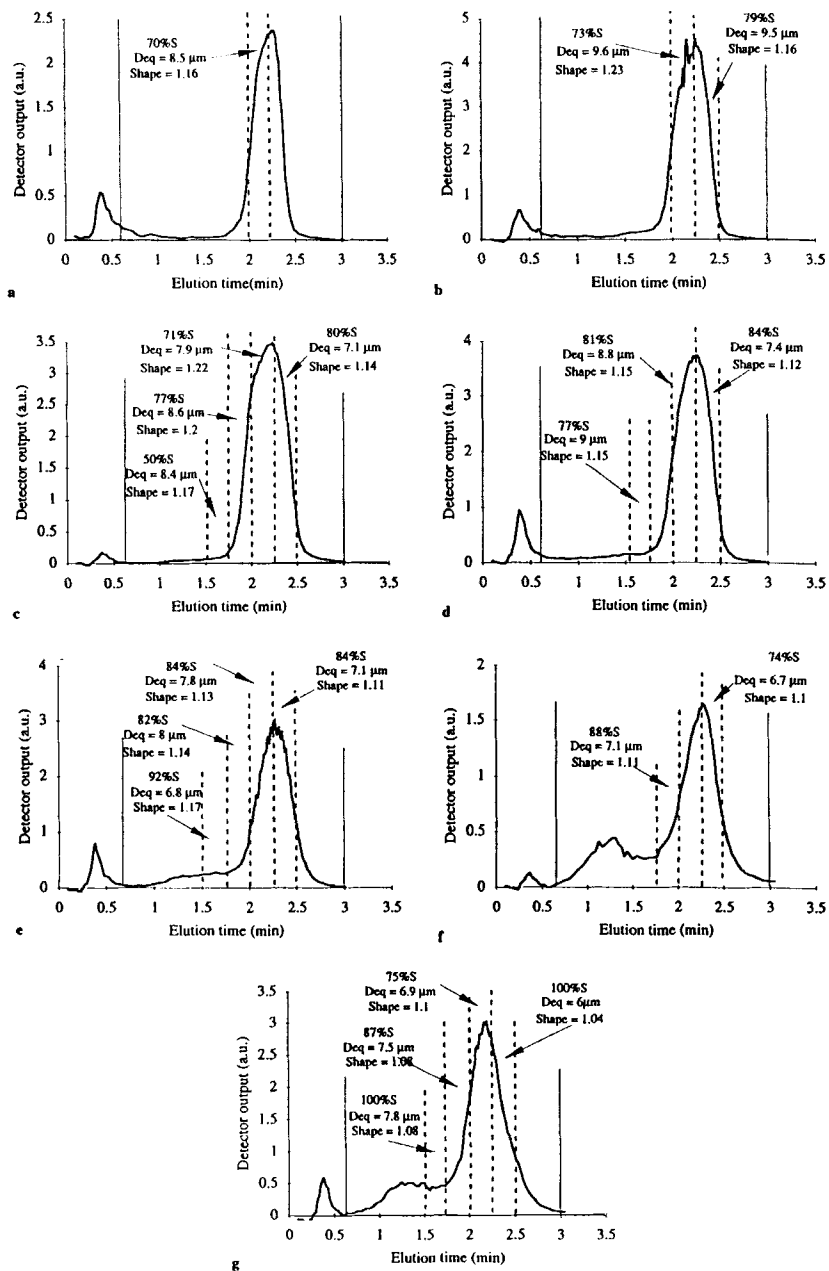 2.5
2
1.5
1
0.5
0
Detector output (a.u.)
70%S
Deq = 8.5 µm
Shape = 1.16
0 0.5 1 1.5 2 2.5 3 3.5
Elution time(min)
a
5
4
3
2
1
0
Detector output (a.u.)
73%S
Deq = 9.6 µm
Shape = 1.23
79%S
Deq = 9.5 µm
Shape = 1.16
0 0.5 1 1.5 2 2.5 3 3.5
Elution time (min)
b
3.5
3
2.5
2
1.5
1
0.5
0
Detector output (a.u.)
71%S
Deq = 7.9 µm
Shape = 1.22
80%S
Deq = 7.1 µm
Shape = 1.14
77%S
Deq = 8.6 µm
Shape = 1.2
50%S
Deq = 8.4 µm
Shape = 1.17
0 0.5 1 1.5 2 2.5 3 3.5
Elution time (min)
c
4
3
2
1
0
Detector output (a.u.)
81%S
Deq = 8.8 µm
Shape = 1.15
84%S
Deq = 7.4 µm
Shape = 1.12
77%S
Deq = 9 µm
Shape = 1.15
0 0.5 1 1.5 2 2.5 3 3.5
Elution time (min)
d
4
3
2
1
0
Detector output (a.u.)
84%S
Deq = 7.8 µm
Shape = 1.13
84%S
Deq = 7.1 µm
Shape = 1.11
82%S
Deq = 8 µm
Shape = 1.14
92%S
Deq = 6.8 µm
Shape = 1.17
0 0.5 1 1.5 2 2.5 3 3.5
Elution time (min)
e
2
1.5
1
0.5
0
Detector output (a.u.)
74%S
Deq = 6.7 µm
Shape = 1.1
88%S
Deq = 7.1 µm
Shape = 1.11
0 0.5 1 1.5 2 2.5 3 3.5
Elution time (min)
f
3.5
3
2.5
2
1.5
1
0.5
0
Detector output (a.u.)
75%S
Deq = 6.9 µm
Shape = 1.1
100%S
Deq = 6µm
Shape = 1.04
87%S
Deq = 7.5 µm
Shape = 1.08
100%S
Deq = 7.8 µm
Shape = 1.08
0 0.5 1 1.5 2 2.5 3 3.5
Elution time (min)
g